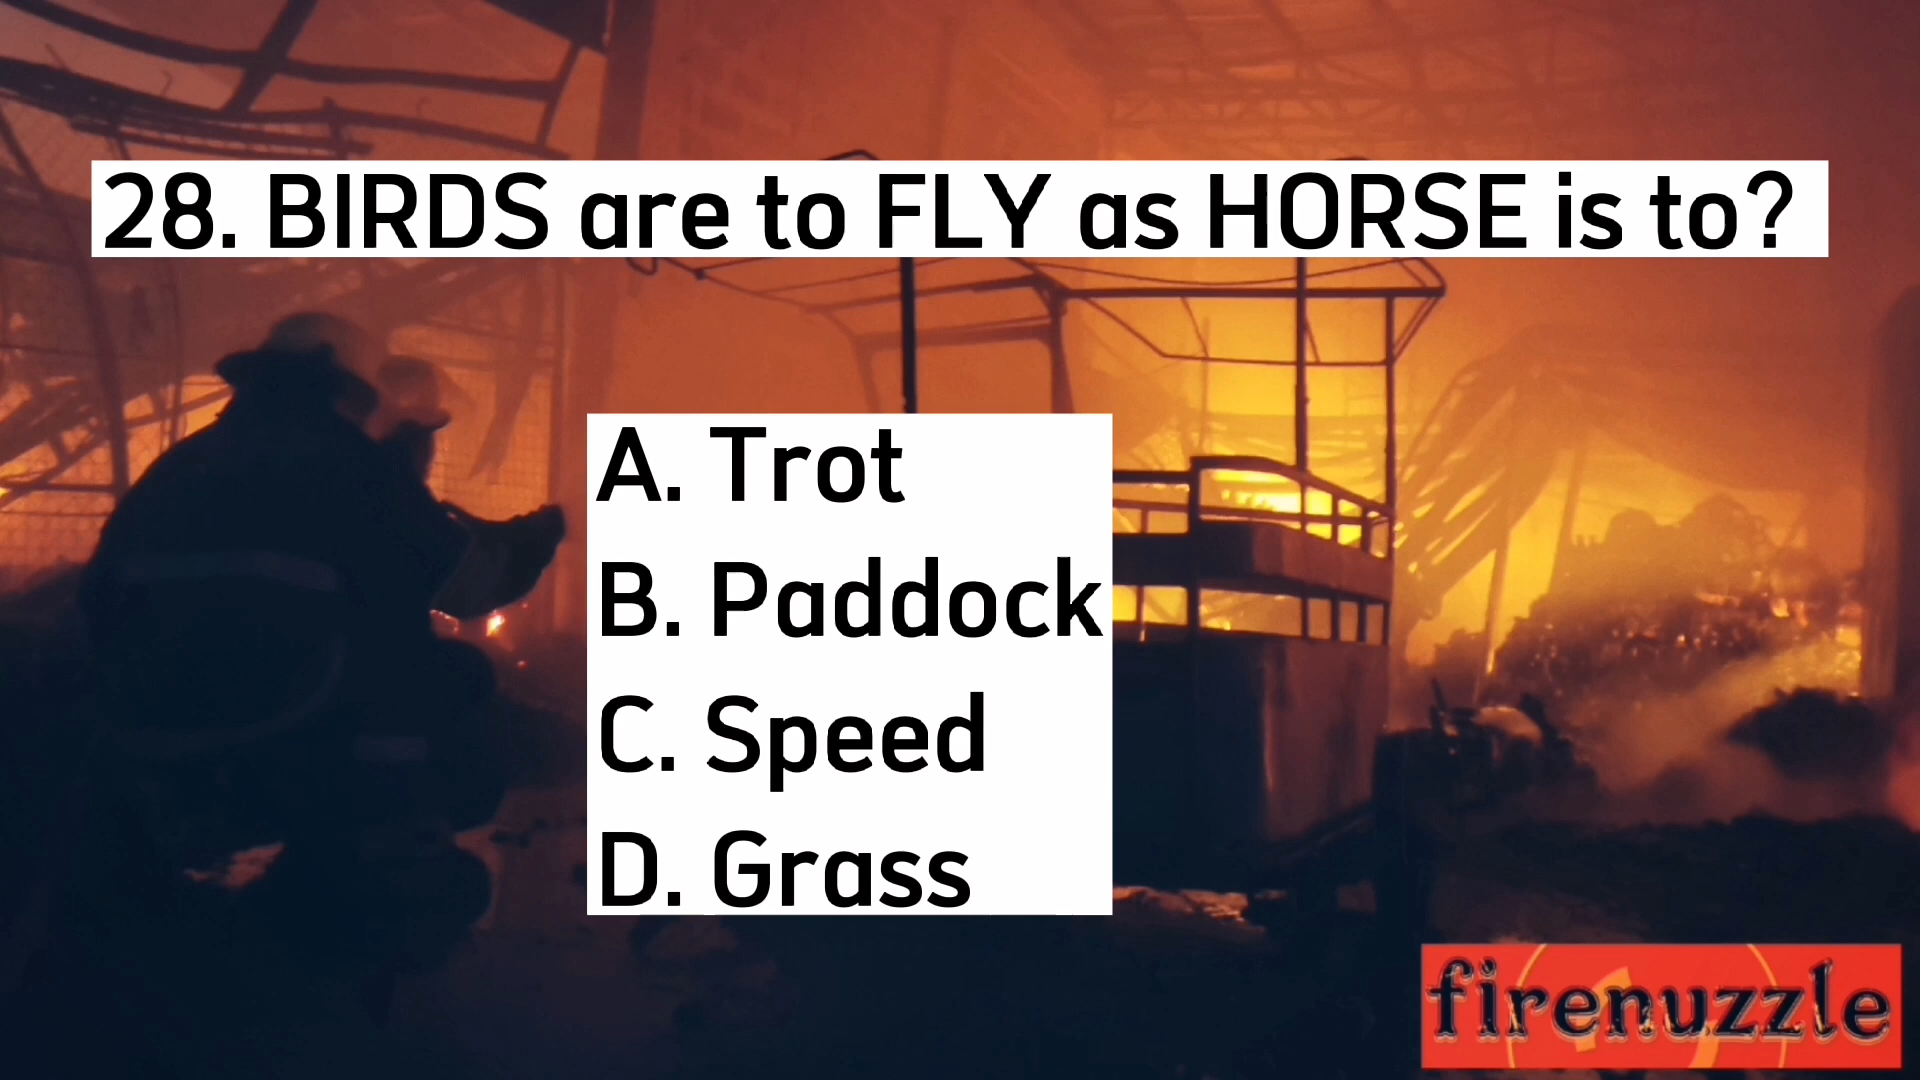 28. BIRDS are to FLY as HORSE is to?
A. Trot
B. Paddock
C. Speed
D. Grass
firenuzzle